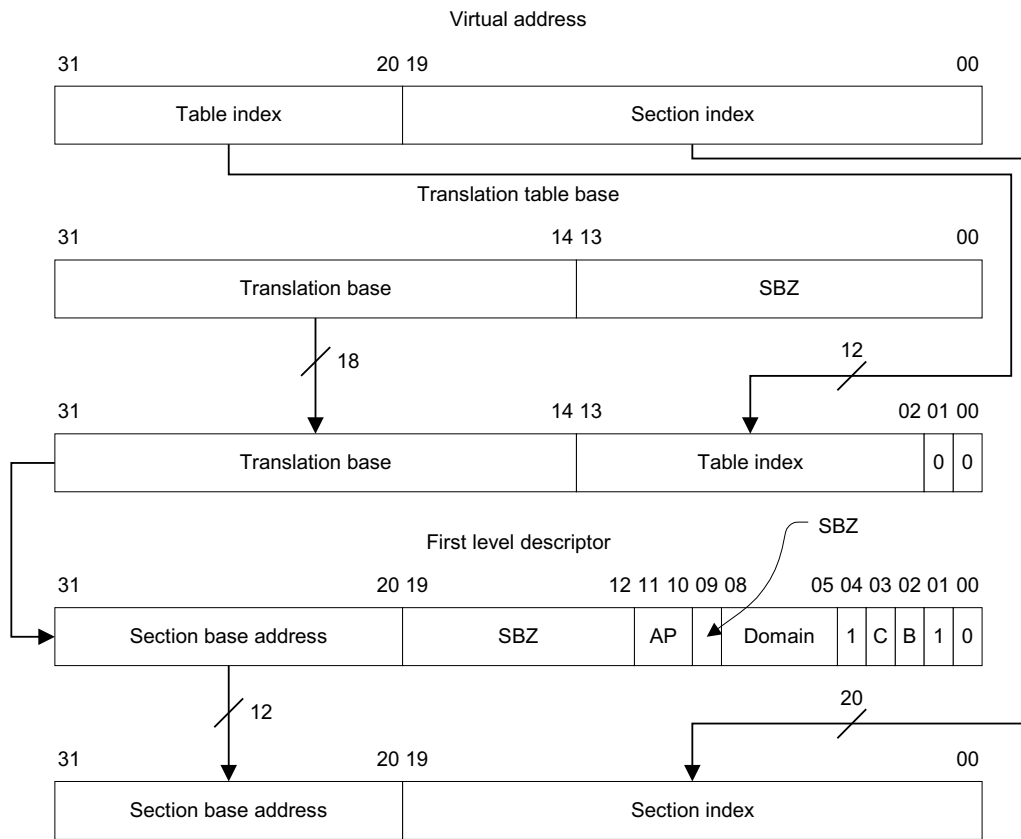 Virtual address
31 20 19 00
Table index Section index
Translation table base
31 14 13 00
Translation base SBZ
18 12
31 14 13 02 01 00
Translation base Table index 0 0
SBZ
First level descriptor
31 20 19 12 11 10 09 08 05 04 03 02 01 00
Section base address SBZ AP Domain 1 C B 1 0
12 20
31 20 19 00
Section base address Section index